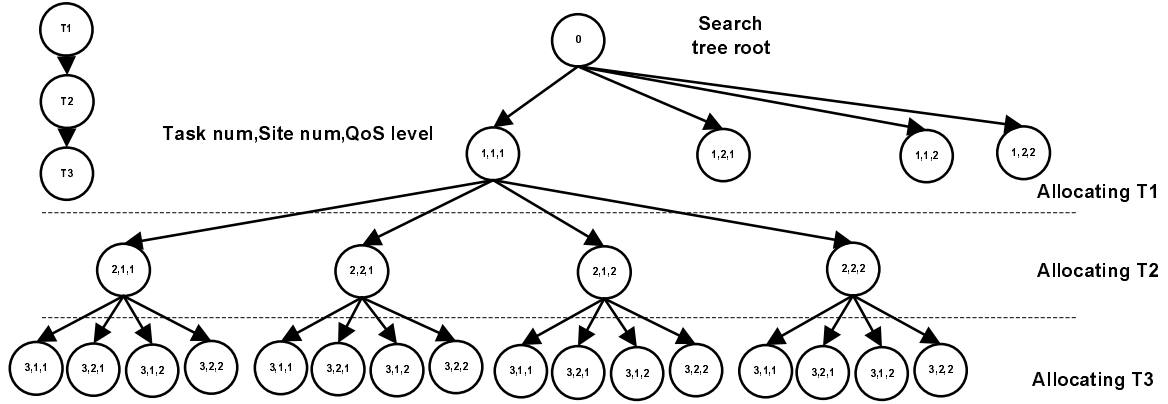 T1
0
Search
tree root
T2
Task num,Site num,QoS level
1,1,1
1,2,1
1,1,2
1,2,2
T3
Allocating T1
2,1,1
2,2,1
2,1,2
2,2,2
Allocating T2
3,1,1
3,2,1
3,1,2
3,2,2
3,1,1
3,2,1
3,1,2
3,2,2
3,1,1
3,2,1
3,1,2
3,2,2
3,1,1
3,2,1
3,1,2
3,2,2
Allocating T3